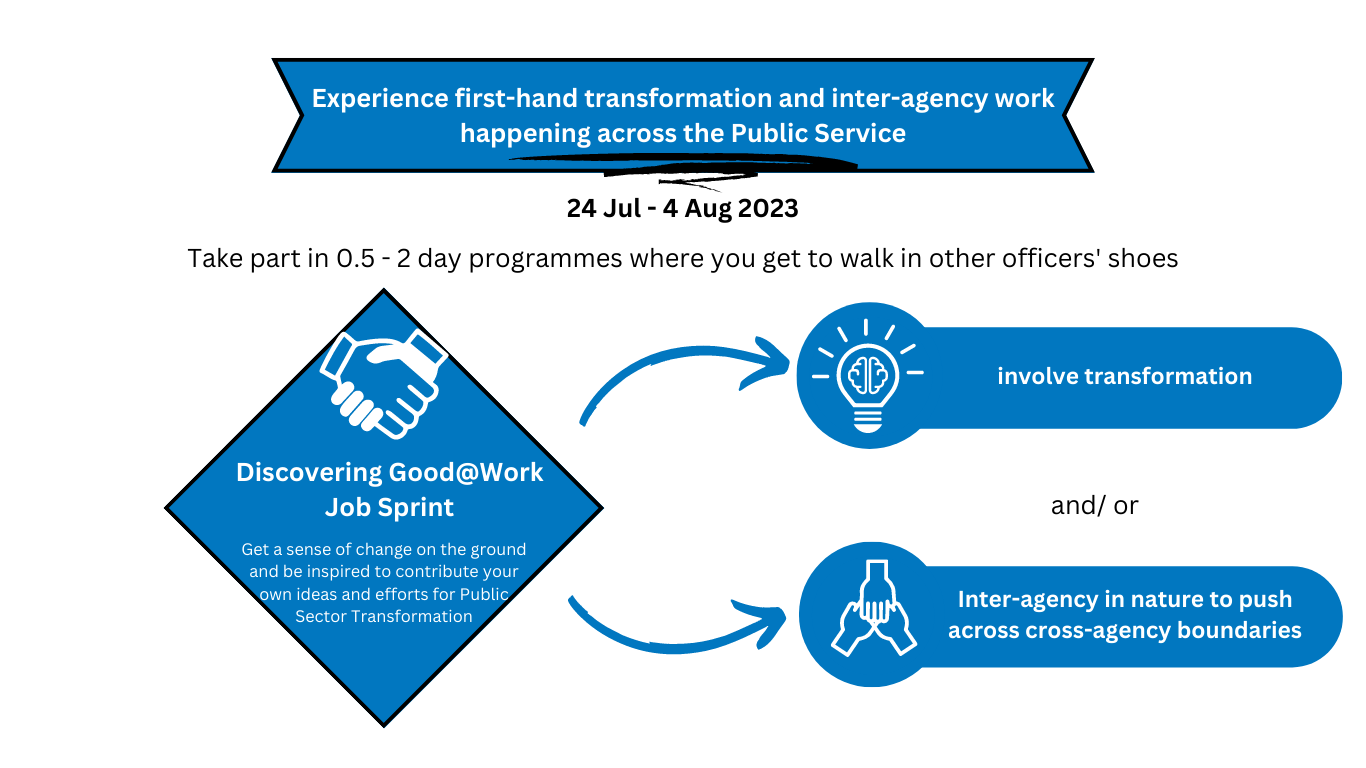 Experience first-hand transformation and inter-agency work
happening across the Public Service
24 Jul - 4 Aug 2023
Take part in 0.5 - 2 day programmes where you get to walk in other officers' shoes
Discovering Good@Work
Job Sprint
Get a sense of change on the ground
and be inspired to contribute your
own ideas and efforts for Public
Sector Transformation
involve transformation
and/ or
Inter-agency in nature to push
across cross-agency boundaries